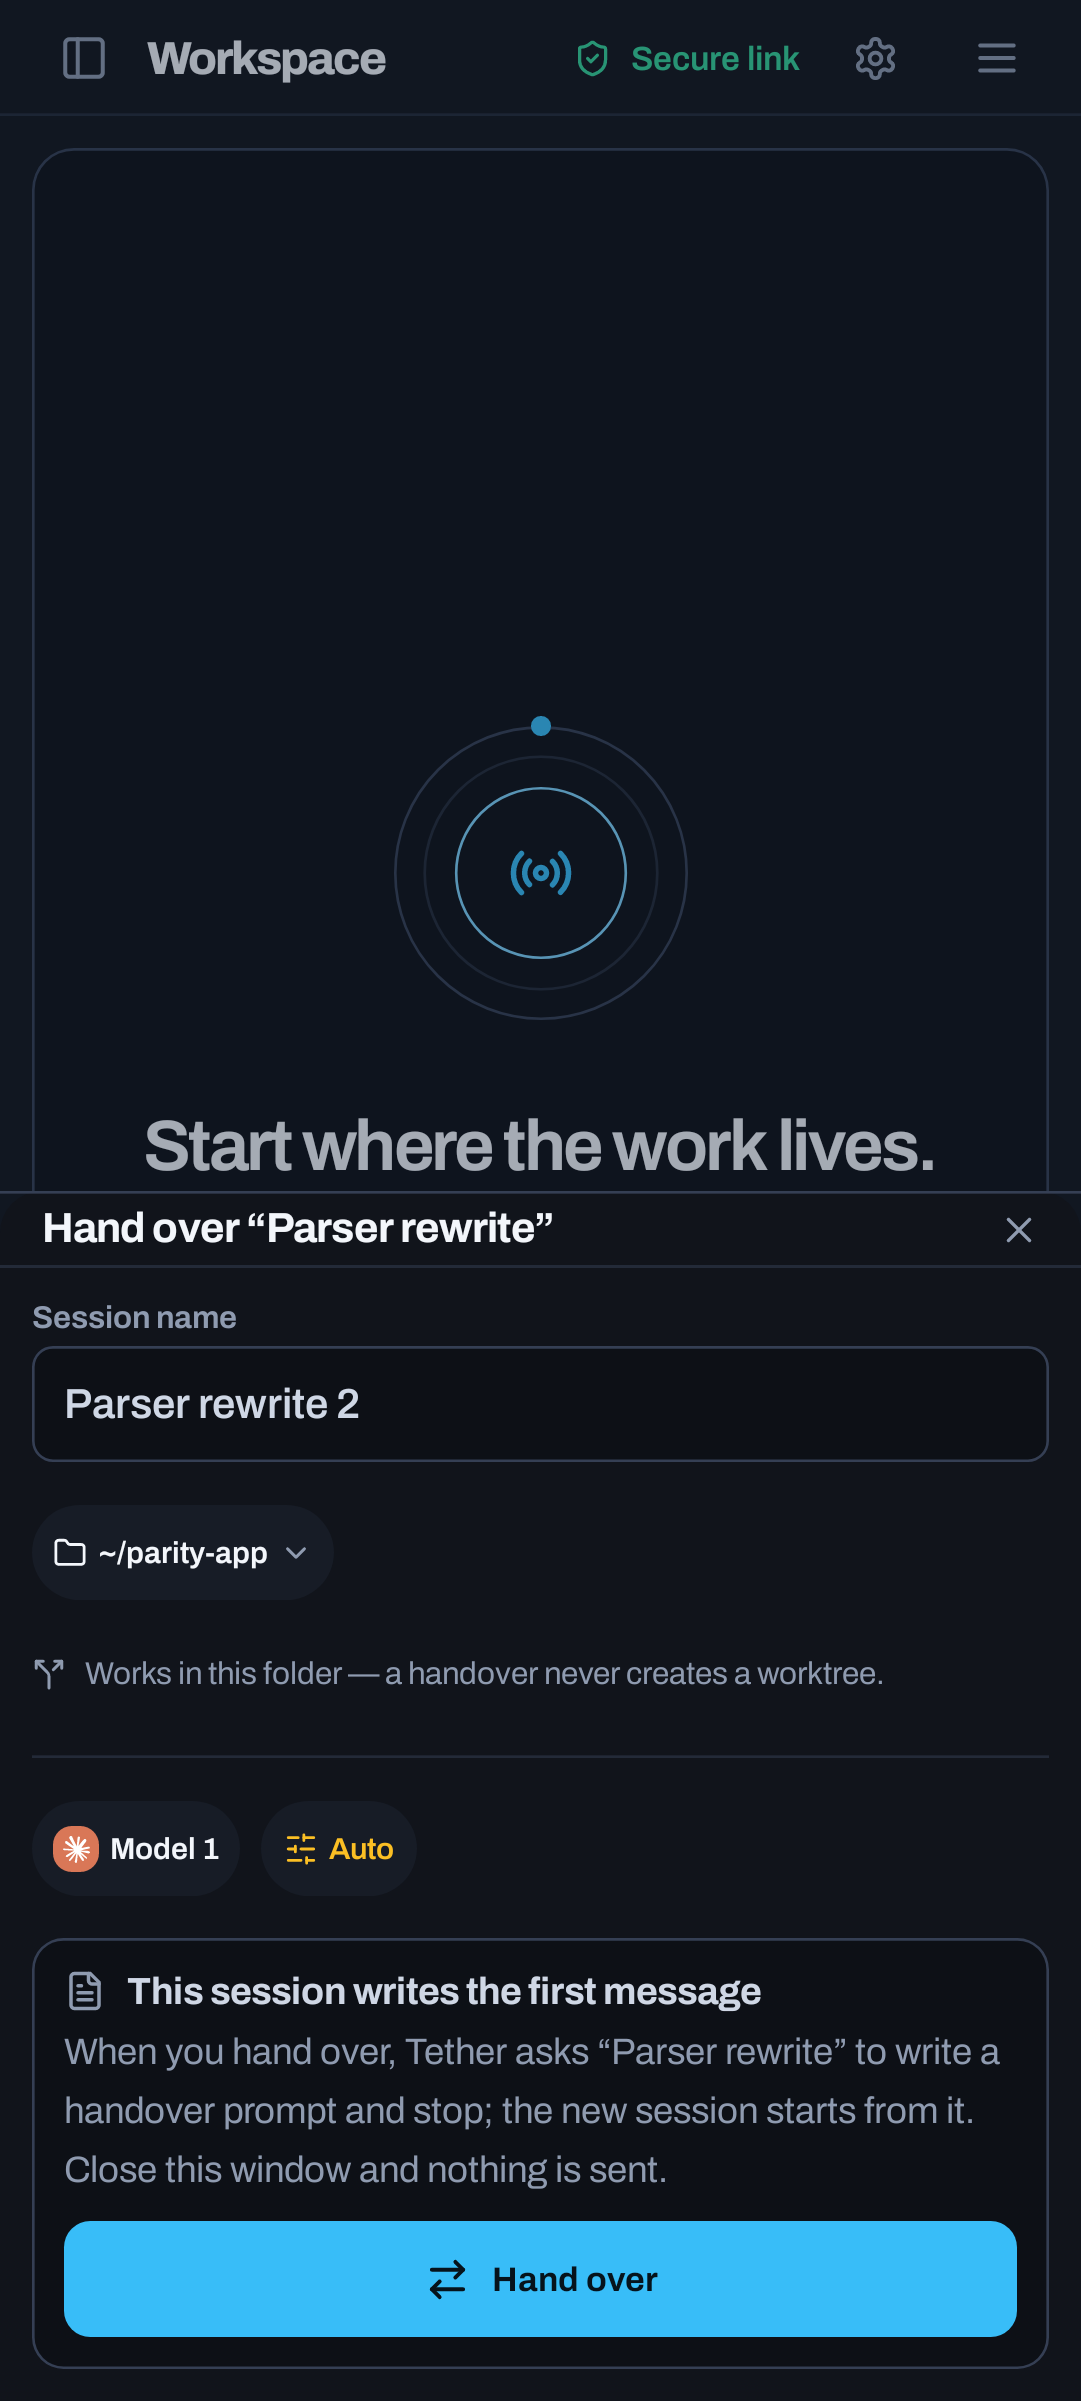 Workspace
Secure link
Start where the work lives.
Hand over “Parser rewrite”
Session name
Parser rewrite 2
~/parity-app
Works in this folder — a handover never creates a worktree.
Model 1
Auto
This session writes the first message
When you hand over, Tether asks “Parser rewrite” to write a
handover prompt and stop; the new session starts from it.
Close this window and nothing is sent.
Hand over